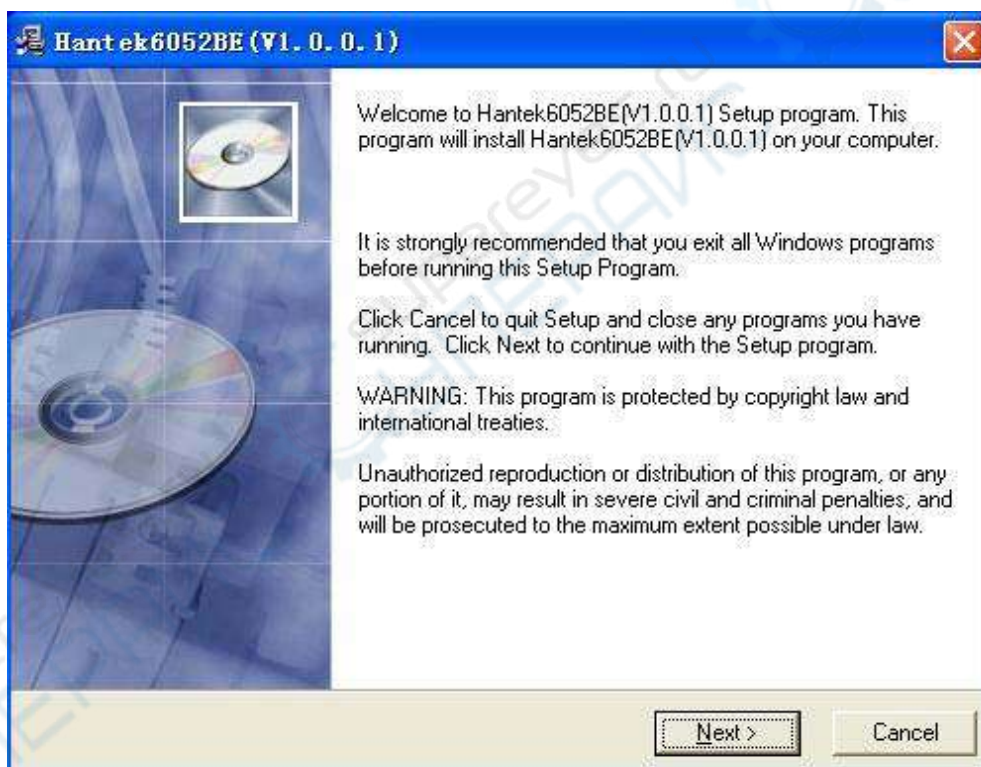 Hantek6052BE(V1.0.0.1)
Welcome to Hantek6052BE(V1.0.0.1) Setup program. This
program will install Hantek6052BE(V1.0.0.1) on your computer.
It is strongly recommended that you exit all Windows programs
before running this Setup Program.
Click Cancel to quit Setup and close any programs you have
running. Click Next to continue with the Setup program.
WARNING: This program is protected by copyright law and
international treaties.
Unauthorized reproduction or distribution of this program, or any
portion of it, may result in severe civil and criminal penalties, and
will be prosecuted to the maximum extent possible under law.
Next >
Cancel